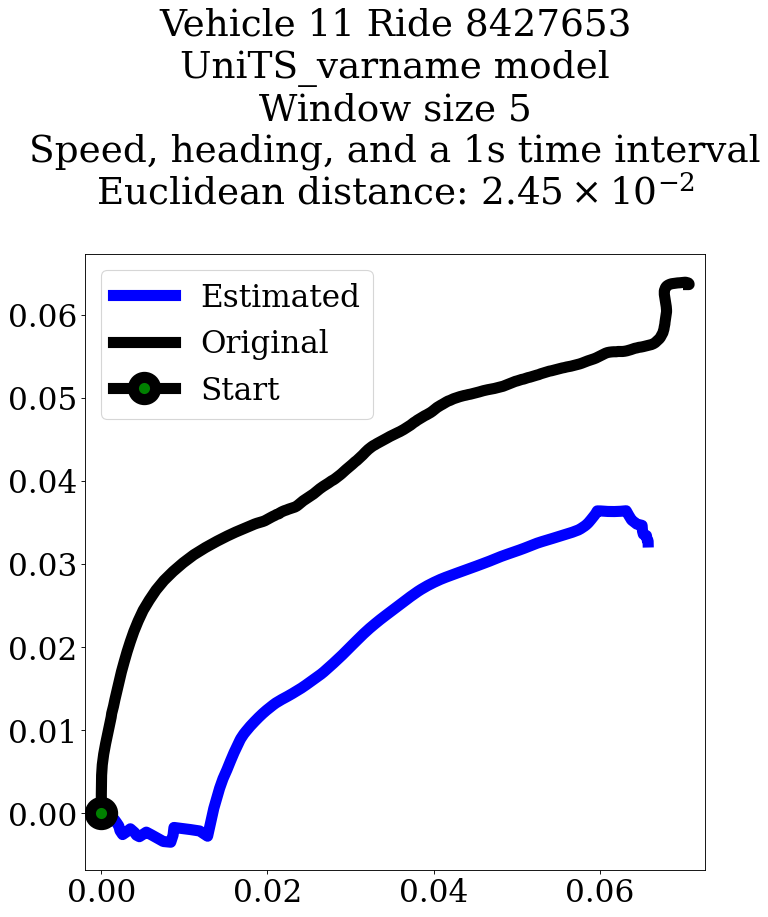 Vehicle 11 Ride 8427653
UniTS_varname model
Window size 5
Speed, heading, and a 1s time interval
Euclidean distance: 2.45 × 10⁻²
Estimated
Original
Start
0.06
0.05
0.04
0.03
0.02
0.01
0.00
0.00 0.02 0.04 0.06